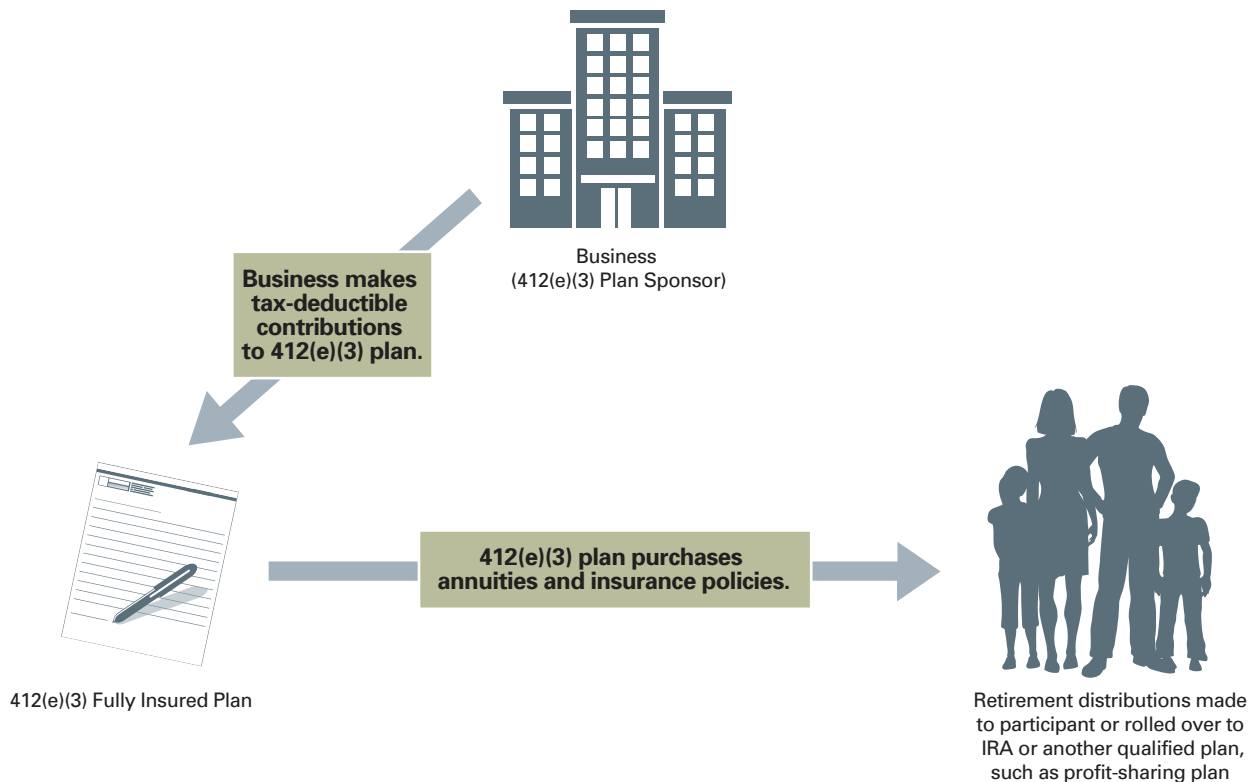 Business
(412(e)(3) Plan Sponsor)
Business makes
tax-deductible
contributions
to 412(e)(3) plan.
412(e)(3) plan purchases
annuities and insurance policies.
412(e)(3) Fully Insured Plan
Retirement distributions made
to participant or rolled over to
IRA or another qualified plan,
such as profit-sharing plan